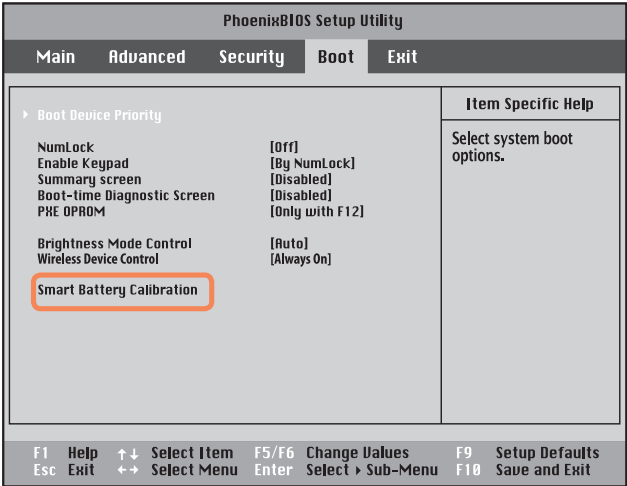 PhoenixBIOS Setup Utility
Main Advanced Security Boot Exit
Boot Device Priority
NumLock [Off]
Enable Keypad [By NumLock]
Summary screen [Disabled]
Boot-time Diagnostic Screen [Disabled]
PXE OPROM [Only with F12]
Brightness Mode Control [Auto]
Wireless Device Control [Always On]
Smart Battery Calibration
Item Specific Help
Select system boot
options.
F1 Help ↑↓ Select Item F5/F6 Change Values F9 Setup Defaults
Esc Exit ←→ Select Menu Enter Select ▸ Sub-Menu F10 Save and Exit